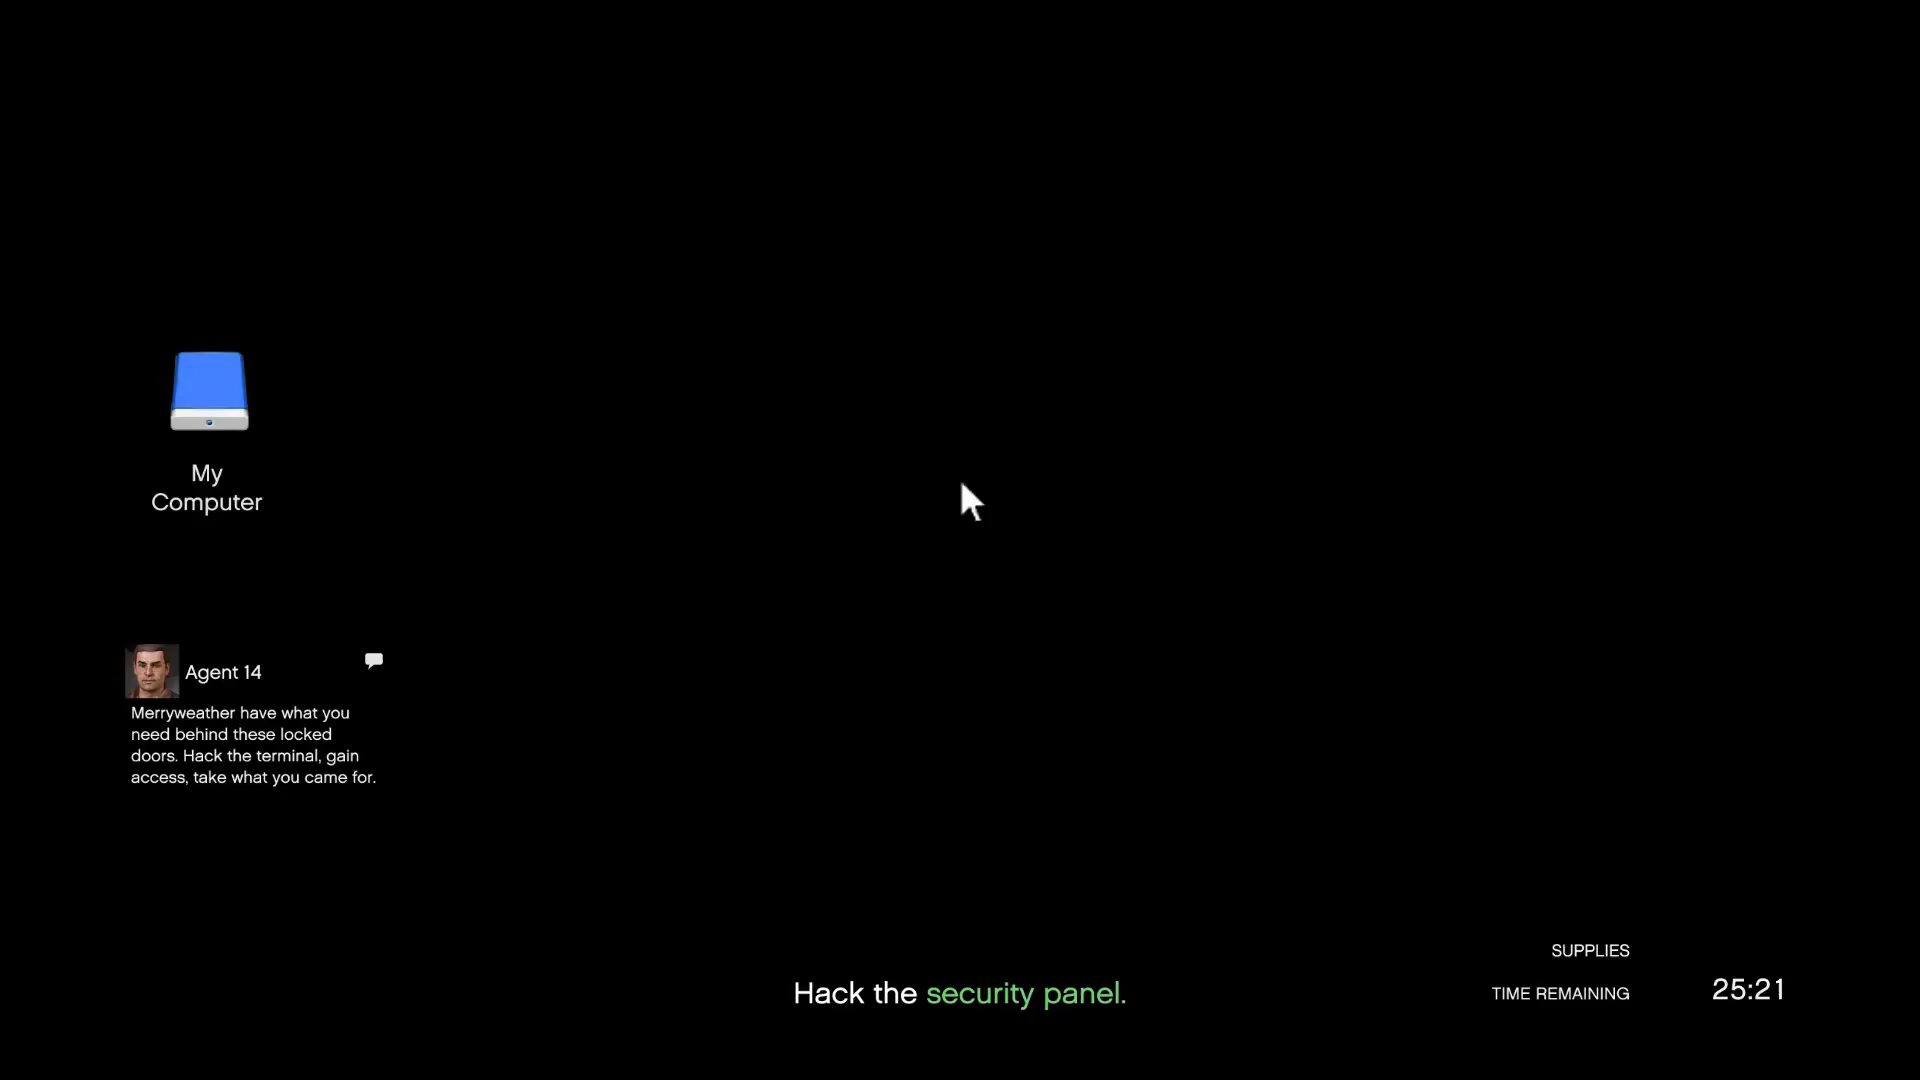 My
Computer
Agent 14
Merryweather have what you
need behind these locked
doors. Hack the terminal, gain
access, take what you came for.
SUPPLIES
Hack the security panel.
TIME REMAINING 25:21